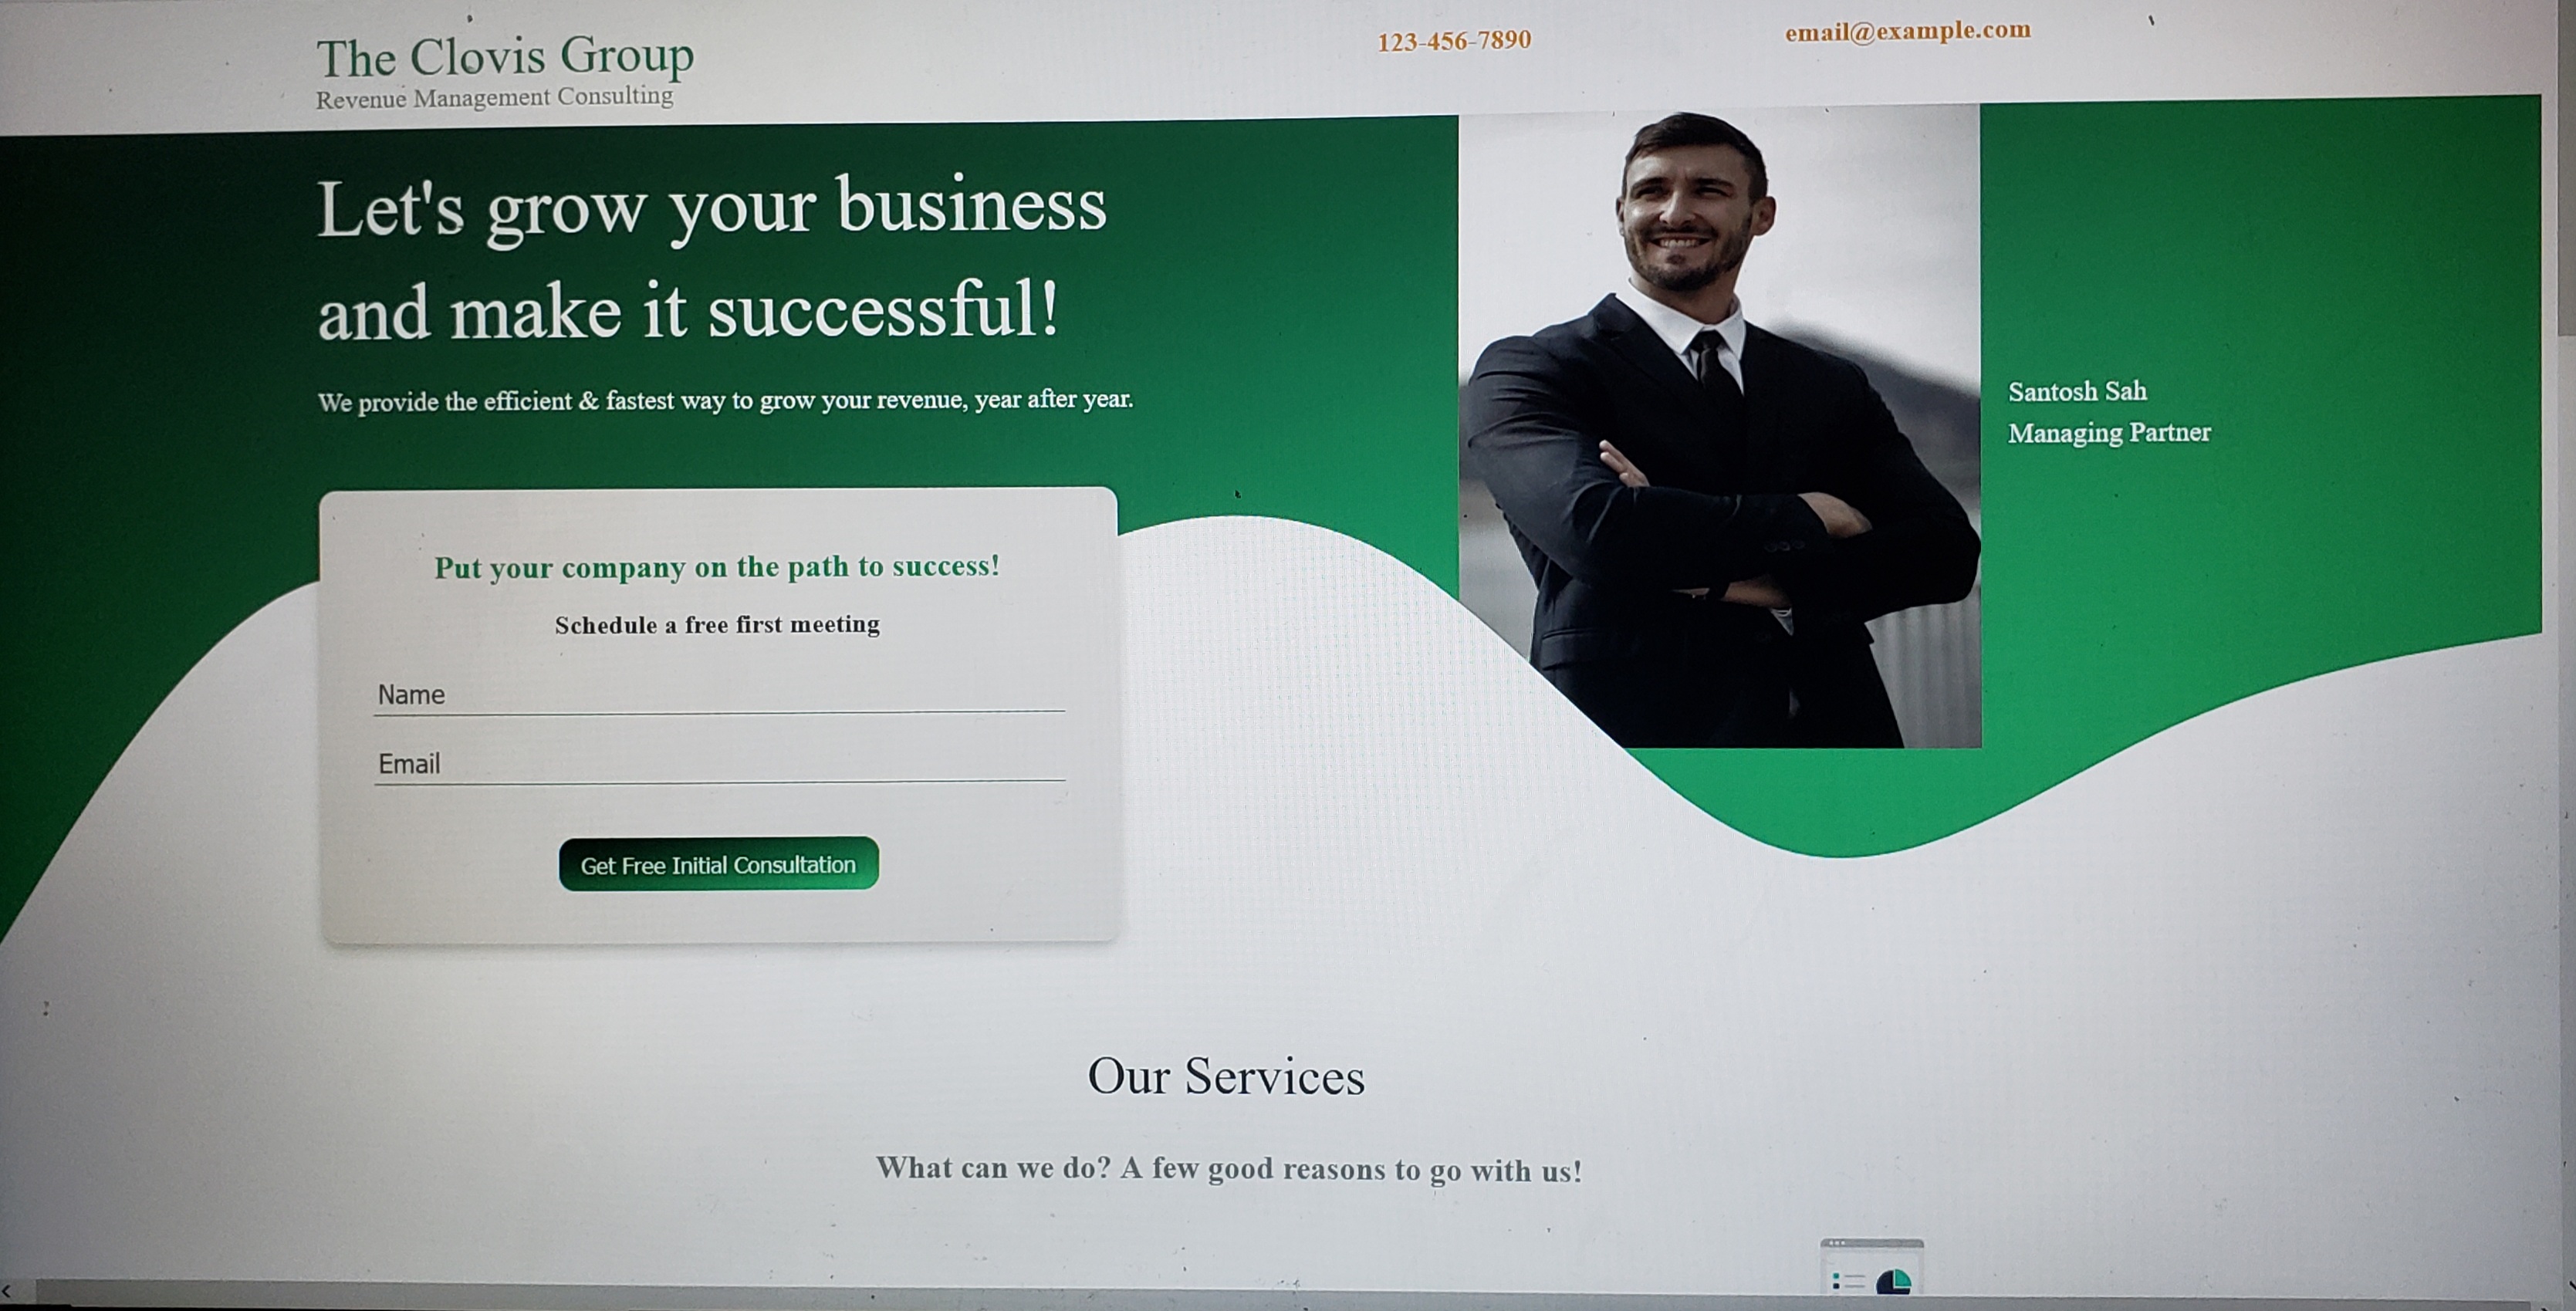 The Clovis Group
Revenue Management Consulting
123-456-7890
email@example.com
Let's grow your business
and make it successful!
We provide the efficient & fastest way to grow your revenue, year after year.
Santosh Sah
Managing Partner
Put your company on the path to success!
Schedule a free first meeting
Name
Email
Get Free Initial Consultation
Our Services
What can we do? A few good reasons to go with us!